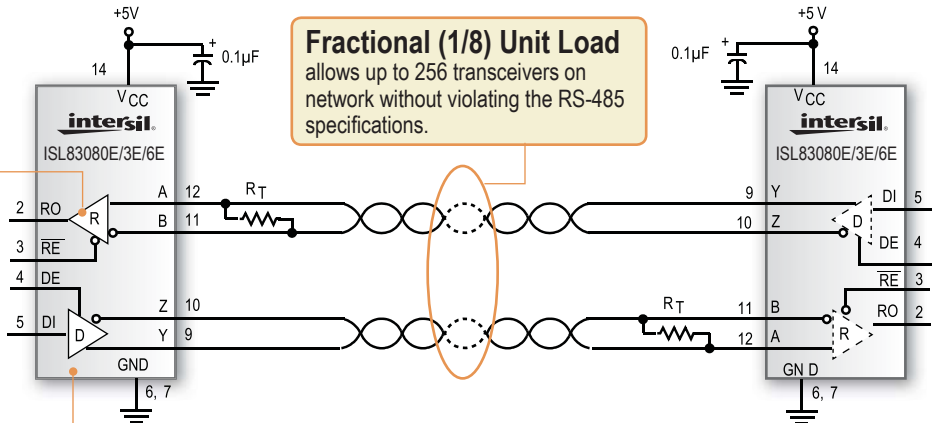 +5V
+
0.1µF
14
VCC
intersil®
ISL83080E/3E/6E
A 12
2 RO
R
B 11
3 RE
4 DE
Z 10
5 DI
D
Y 9
GND
6, 7
RT
Fractional (1/8) Unit Load
allows up to 256 transceivers on
network without violating the RS-485
specifications.
+5 V
+
0.1µF
14
VCC
intersil®
ISL83080E/3E/6E
9 Y
DI 5
D
10 Z
DE 4
RE 3
RT
11 B
RO 2
R
12 A
GN D
6, 7